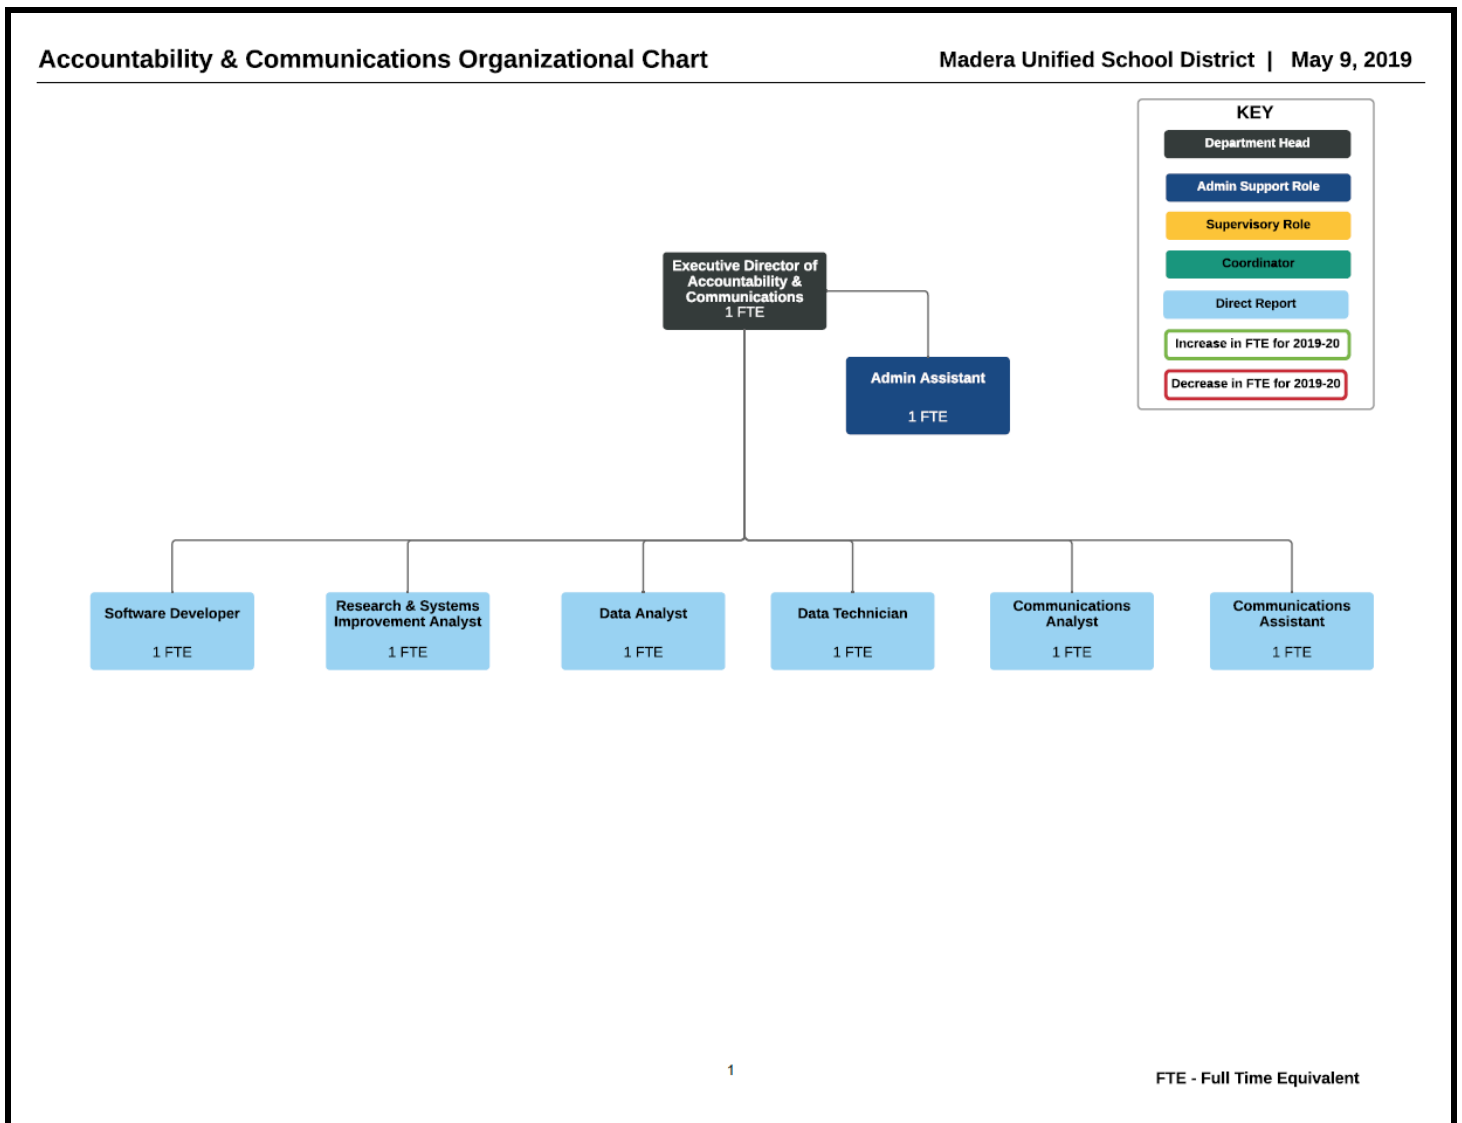 Accountability & Communications Organizational Chart
Madera Unified School District | May 9, 2019
KEY
Department Head
Admin Support Role
Supervisory Role
Coordinator
Direct Report
Increase in FTE for 2019-20
Decrease in FTE for 2019-20
Executive Director of
Accountability &
Communications
1 FTE
Admin Assistant
1 FTE
Software Developer
1 FTE
Research & Systems
Improvement Analyst
1 FTE
Data Analyst
1 FTE
Data Technician
1 FTE
Communications
Analyst
1 FTE
Communications
Assistant
1 FTE
1
FTE - Full Time Equivalent